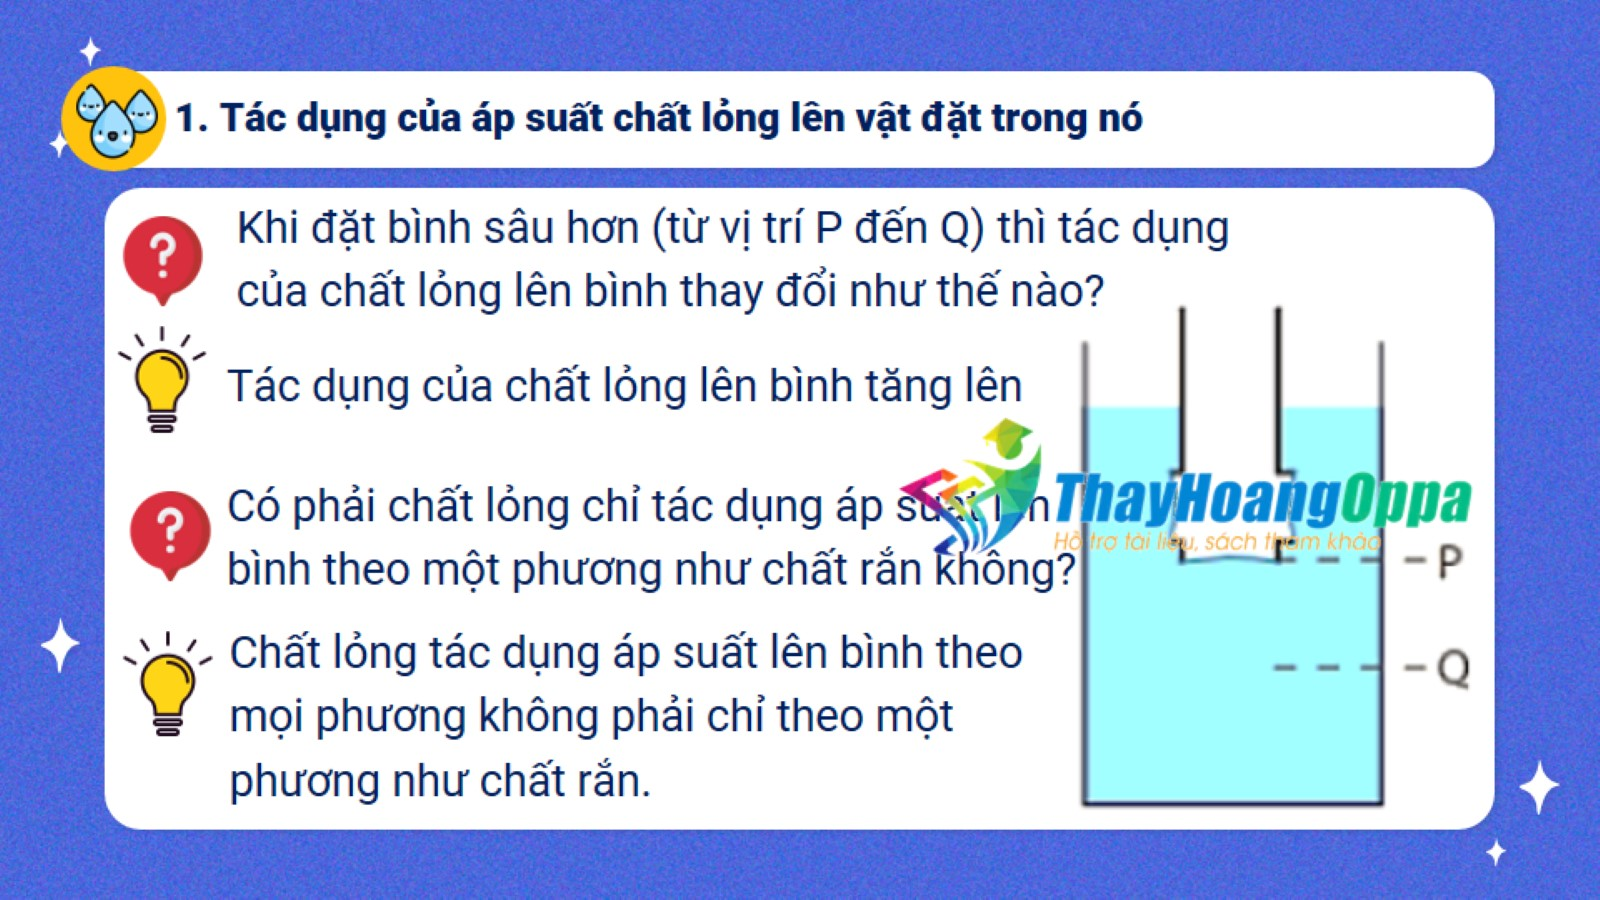 1. Tác dụng của áp suất chất lỏng lên vật đặt trong nó
Khi đặt bình sâu hơn (từ vị trí P đến Q) thì tác dụng
của chất lỏng lên bình thay đổi như thế nào?
Tác dụng của chất lỏng lên bình tăng lên
Có phải chất lỏng chỉ tác dụng áp suất lên
bình theo một phương như chất rắn không?
ThayHoangOppa
Hỗ trợ tài liệu, sách tham khảo
P
Q
Chất lỏng tác dụng áp suất lên bình theo
mọi phương không phải chỉ theo một
phương như chất rắn.